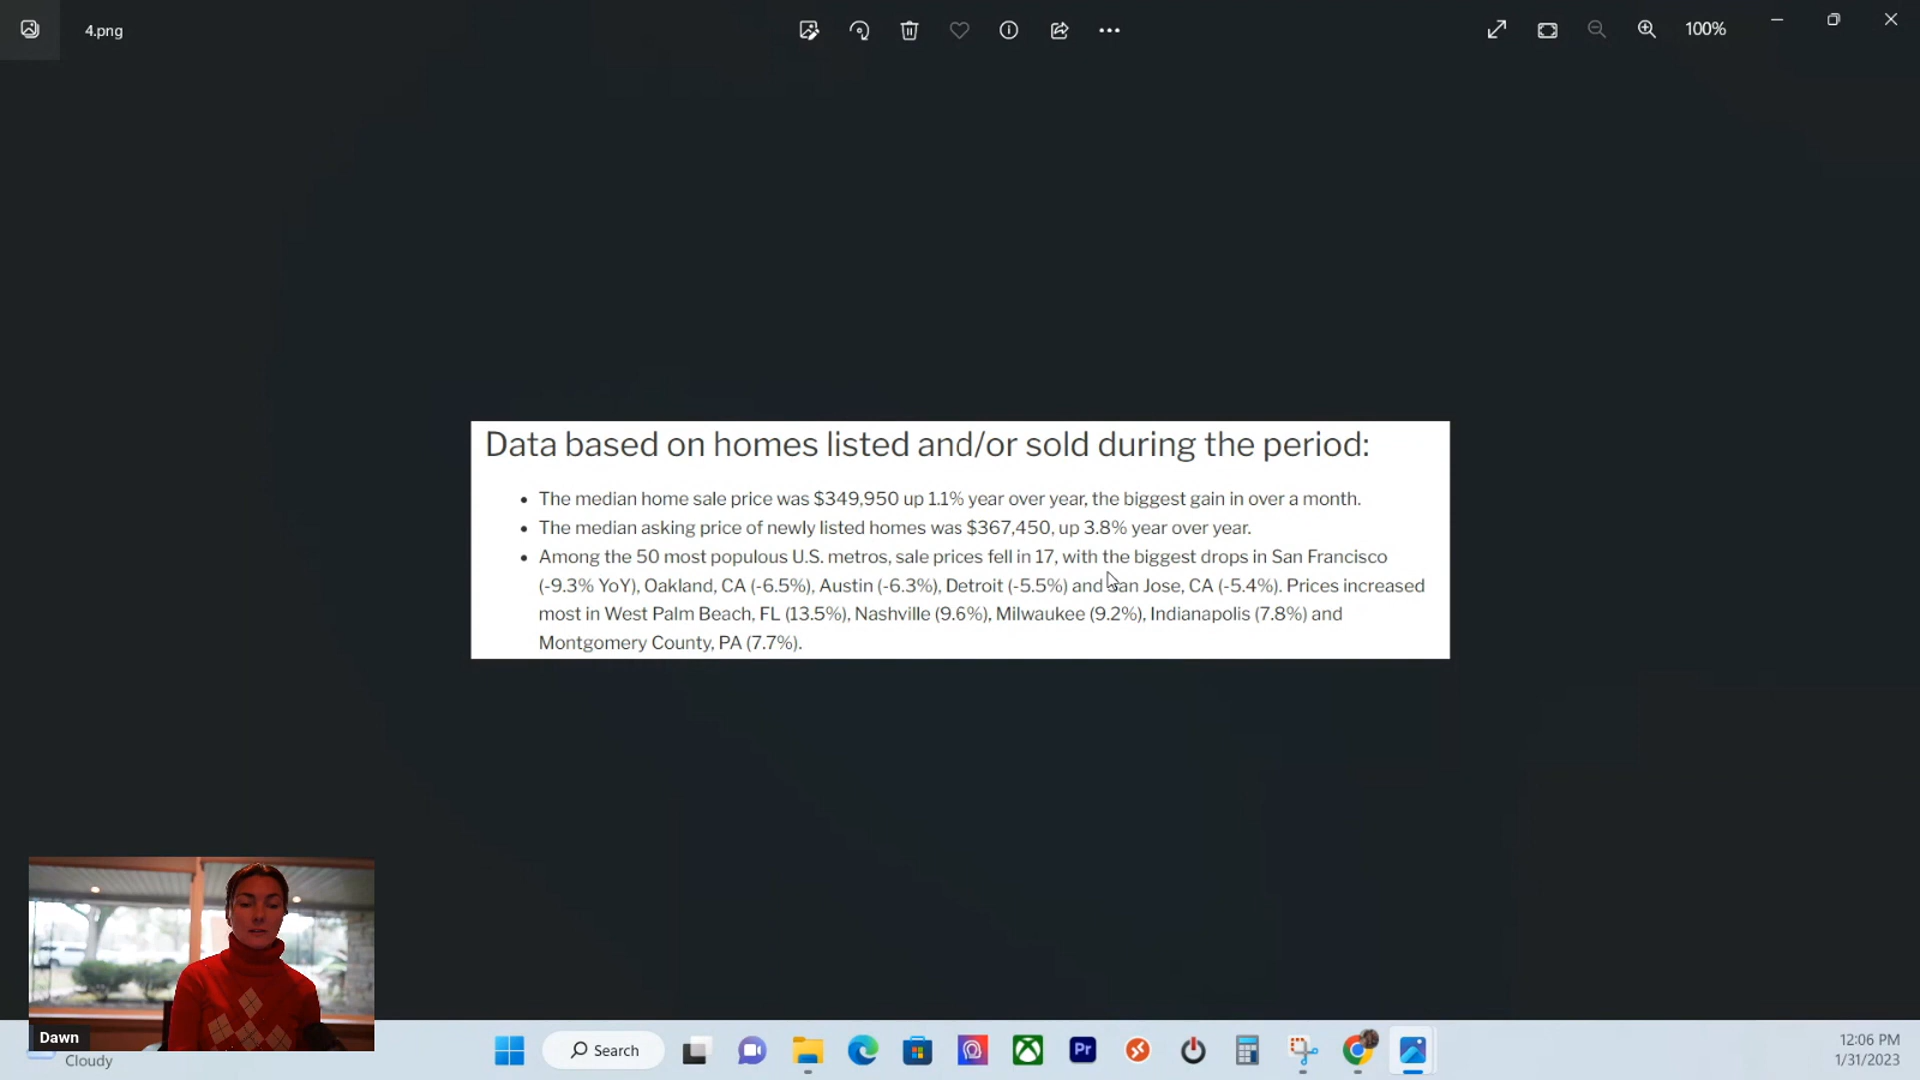 4.png
100%
Data based on homes listed and/or sold during the period:
• The median home sale price was $349,950 up 1.1% year over year, the biggest gain in over a month.
• The median asking price of newly listed homes was $367,450, up 3.8% year over year.
• Among the 50 most populous U.S. metros, sale prices fell in 17, with the biggest drops in San Francisco
(-9.3% YoY), Oakland, CA (-6.5%), Austin (-6.3%), Detroit (-5.5%) and San Jose, CA (-5.4%). Prices increased
most in West Palm Beach, FL (13.5%), Nashville (9.6%), Milwaukee (9.2%), Indianapolis (7.8%) and
Montgomery County, PA (7.7%).
Dawn
Cloudy
Search
Pr
12:06 PM
1/31/2023